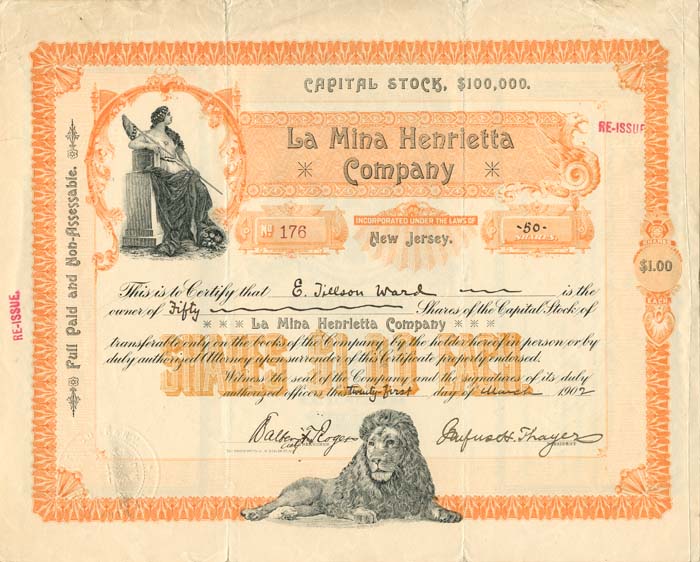 CAPITAL STOCK, $100,000.
La Mina Henrietta
Company
RE-ISSUE
Full Paid and Non-Assessable.
RE-ISSUE.
No 176
INCORPORATED UNDER THE LAWS OF
New Jersey.
-50-
SHARES
SHARES
$1.00
EACH
This is to Certify that E. Tillson Ward is the
owner of Fifty Shares of the Capital Stock of
La Mina Henrietta Company
transferable only on the books of the Company by the holder hereof in person or by
duly authorized Attorney upon surrender of this Certificate properly endorsed.
Witness the seal of the Company and the signatures of its duly
authorized officers this twenty-first day of March 1902
Walter F. Rogers
Rufus H. Thayer
PRESIDENT